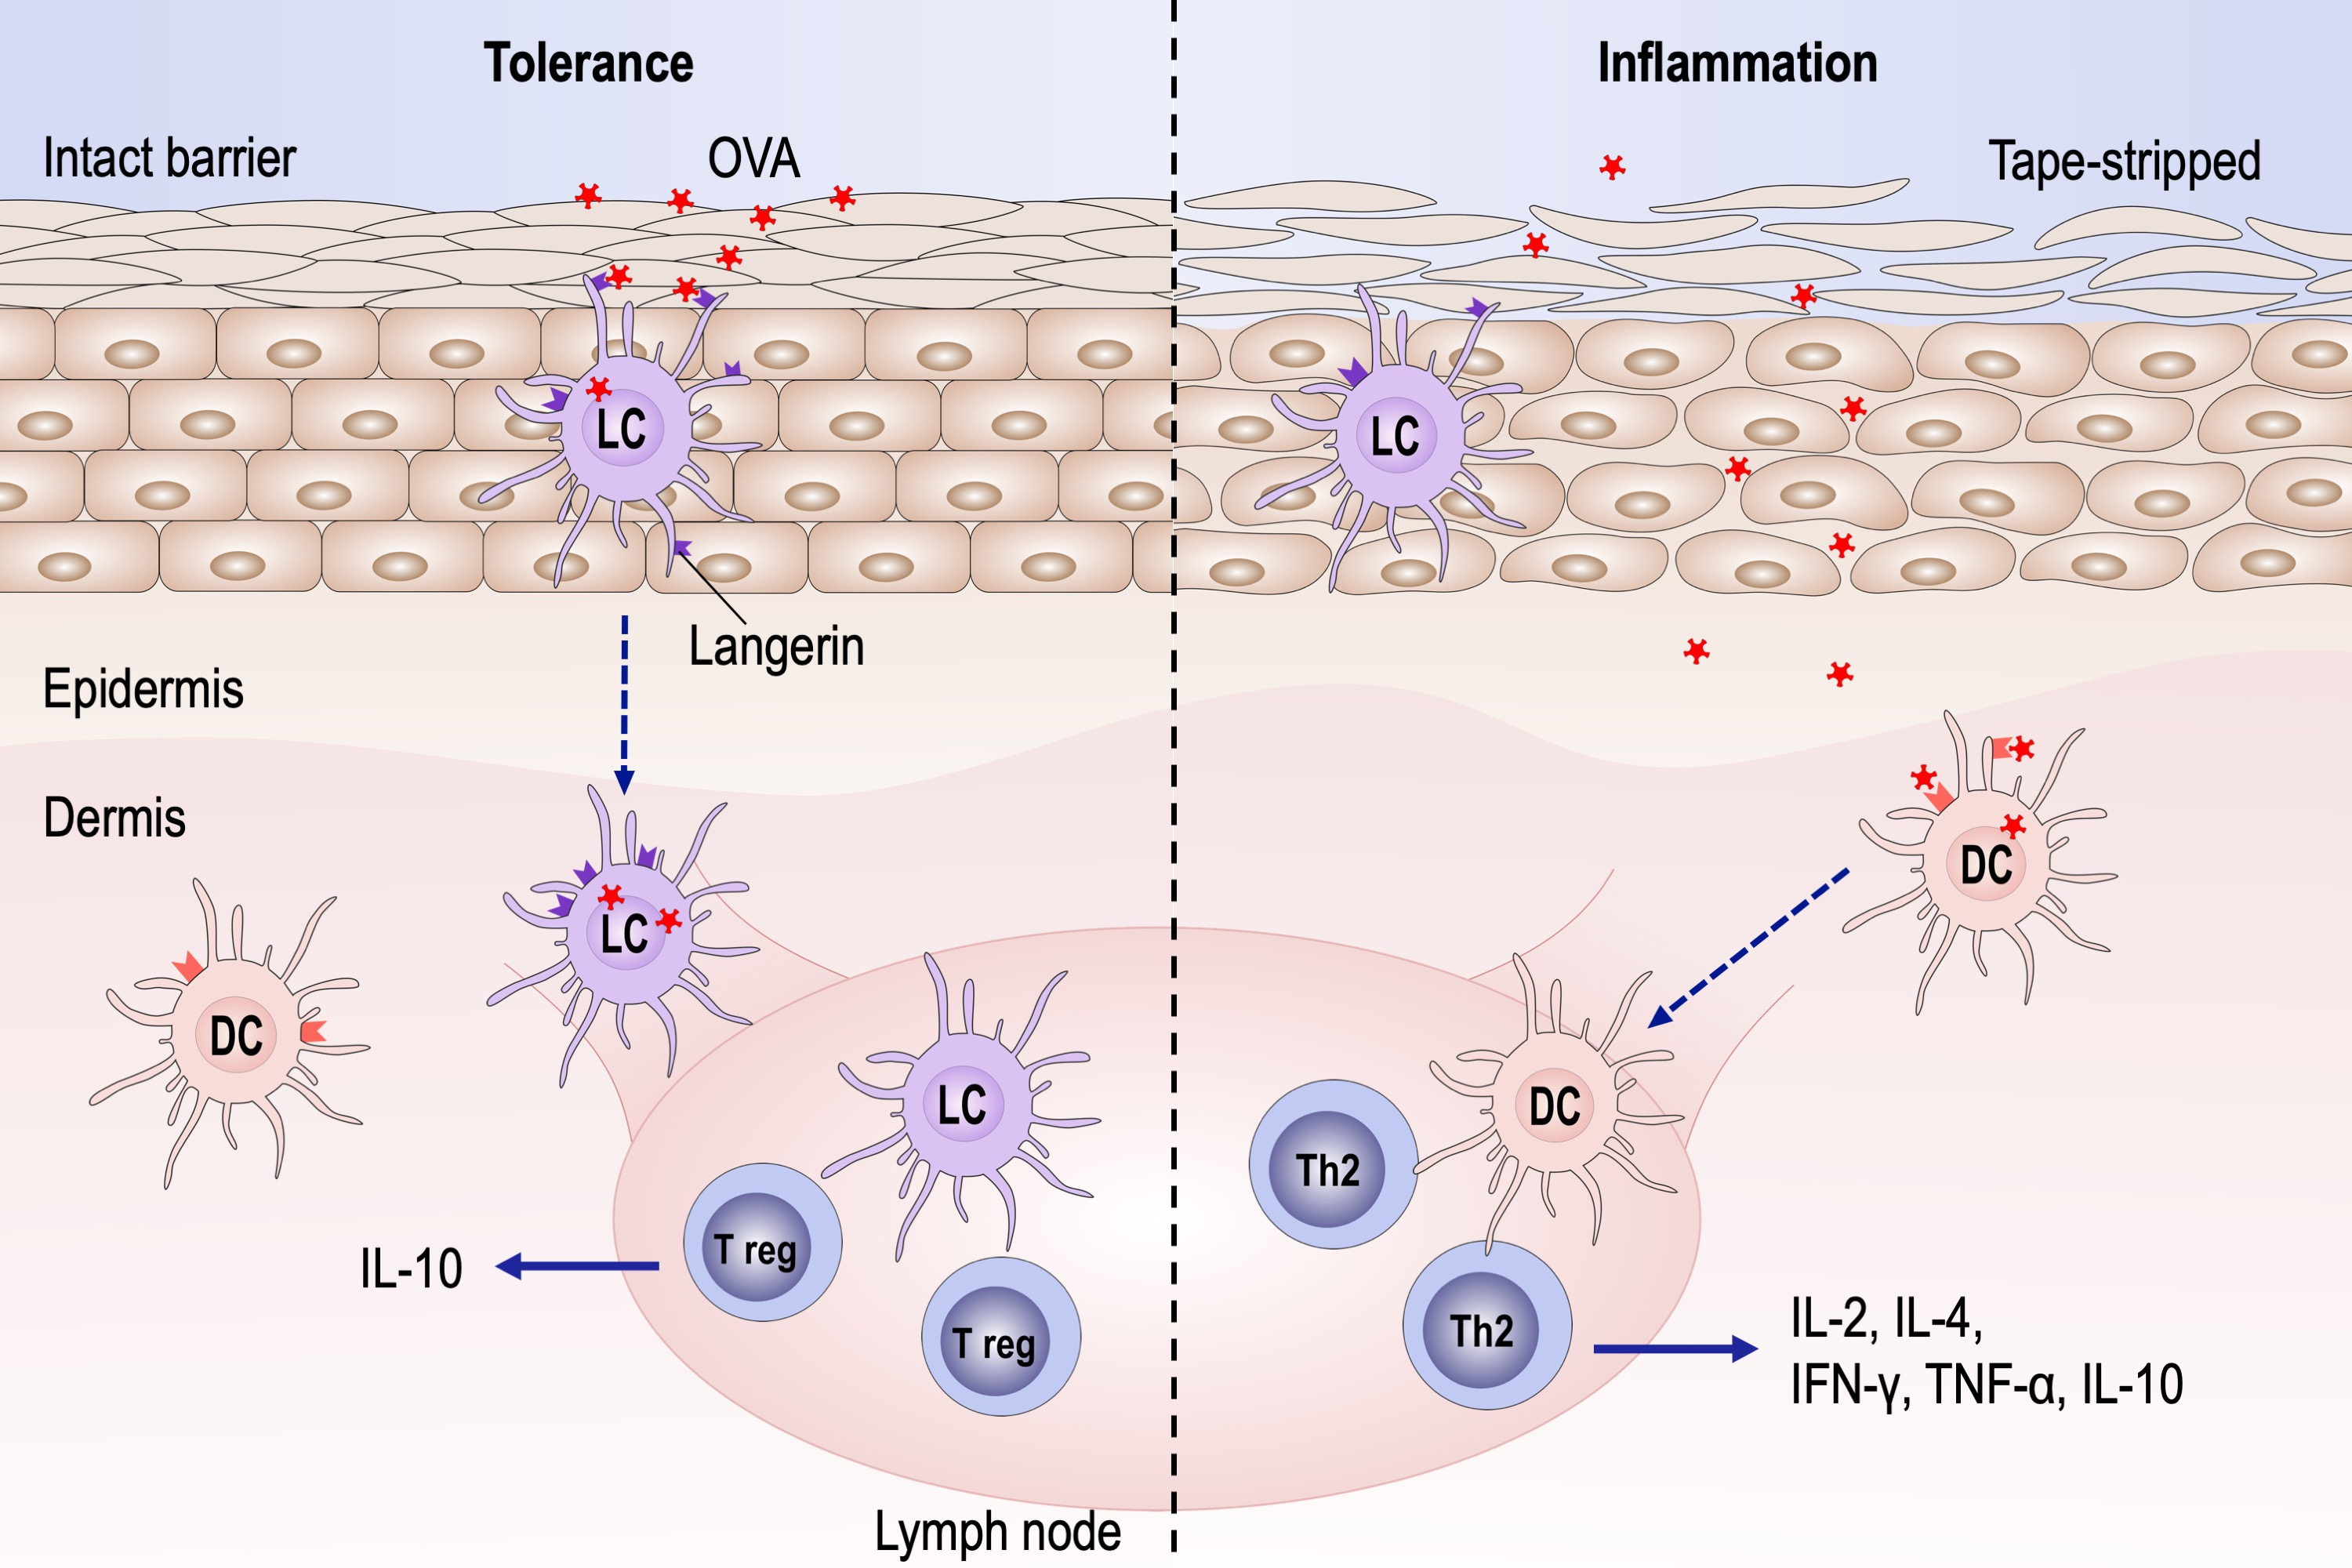 Tolerance
Inflammation
Intact barrier
OVA
Tape-stripped
LC
LC
Langerin
Epidermis
Dermis
LC
DC
DC
LC
DC
Th2
T reg
IL-10
T reg
Th2
IL-2, IL-4,
IFN-γ, TNF-α, IL-10
Lymph node